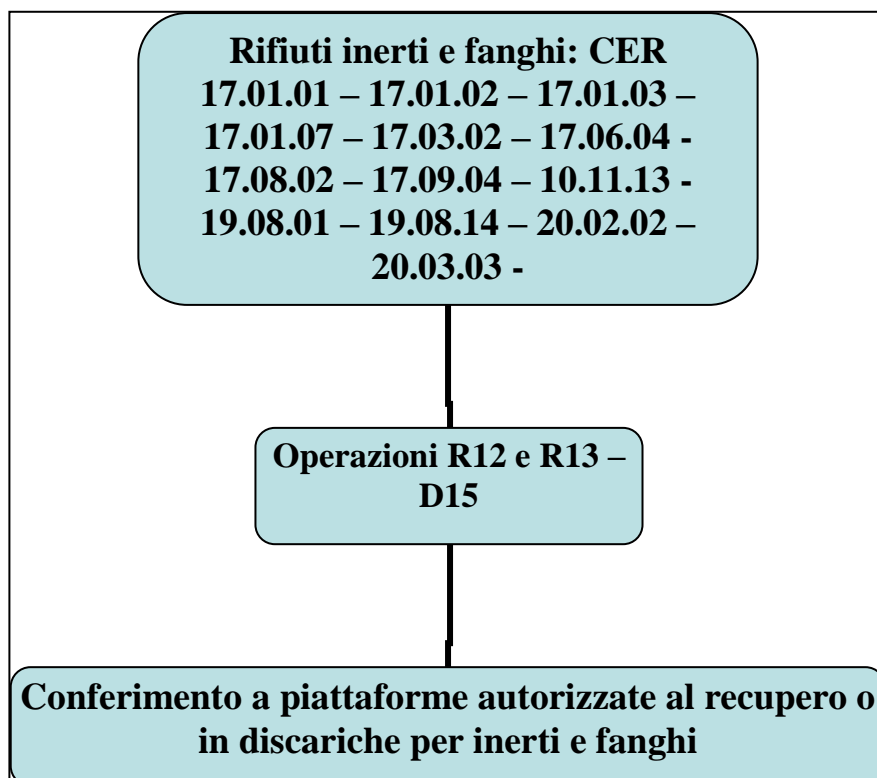 Rifiuti inerti e fanghi: CER
17.01.01 – 17.01.02 – 17.01.03 –
17.01.07 – 17.03.02 – 17.06.04 -
17.08.02 – 17.09.04 – 10.11.13 -
19.08.01 – 19.08.14 – 20.02.02 –
20.03.03 -
Operazioni R12 e R13 –
D15
Conferimento a piattaforme autorizzate al recupero o
in discariche per inerti e fanghi